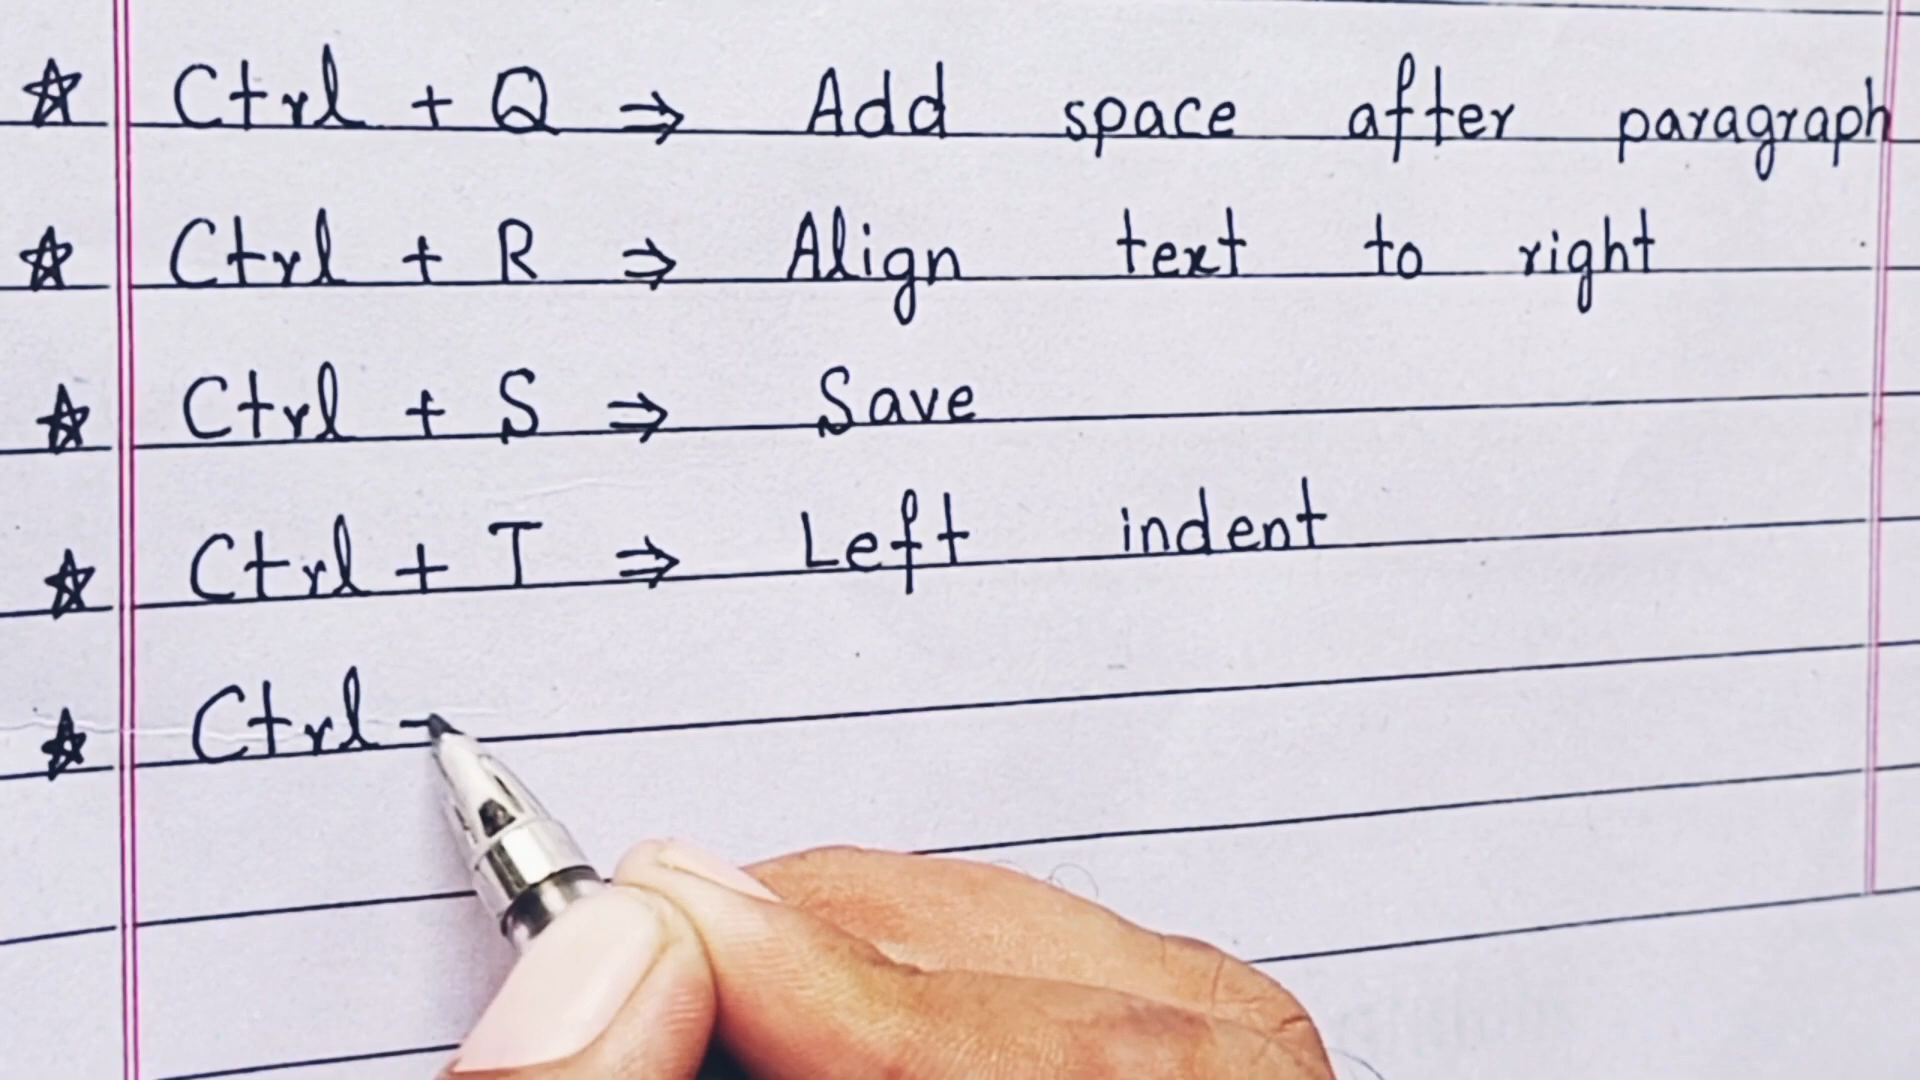 ☆ Ctrl + Q ⇒ Add space after paragraph
☆ Ctrl + R ⇒ Align text to right
☆ Ctrl + S ⇒ Save
☆ Ctrl + T ⇒ Left indent
☆ Ctrl -